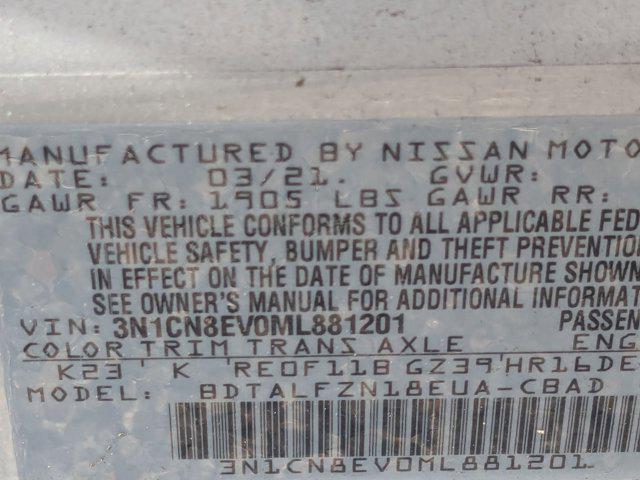 MANUFACTURED BY NISSAN MOTO
DATE: 03/21. GVWR:
GAWR FR: 1905 LBS GAWR RR:
THIS VEHICLE CONFORMS TO ALL APPLICABLE FED
VEHICLE SAFETY, BUMPER AND THEFT PREVENTION
IN EFFECT ON THE DATE OF MANUFACTURE SHOWN
SEE OWNER'S MANUAL FOR ADDITIONAL INFORMAT
VIN: 3N1CN8EV0ML881201 PASSEN
COLOR TRIM TRANS AXLE ENG
K23 K RE0F11B GZ39 HR16DE
MODEL: BDTALFZN18EUA-CBAD
3N1CN8EV0ML881201